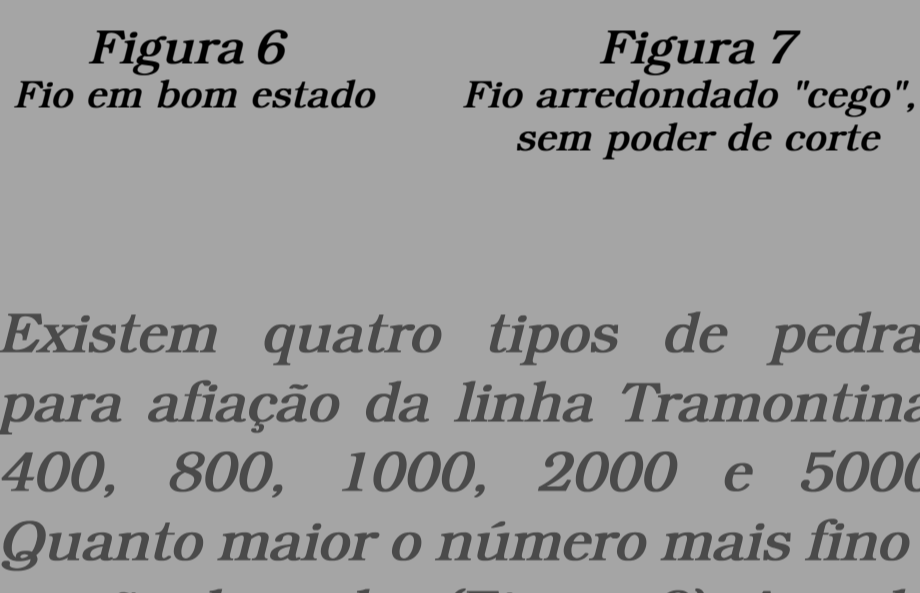 Figura 6
Fio em bom estado
Figura 7
Fio arredondado "cego",
sem poder de corte
Existem quatro tipos de pedra
para afiação da linha Tramontina
400, 800, 1000, 2000 e 5000
Quanto maior o número mais fino